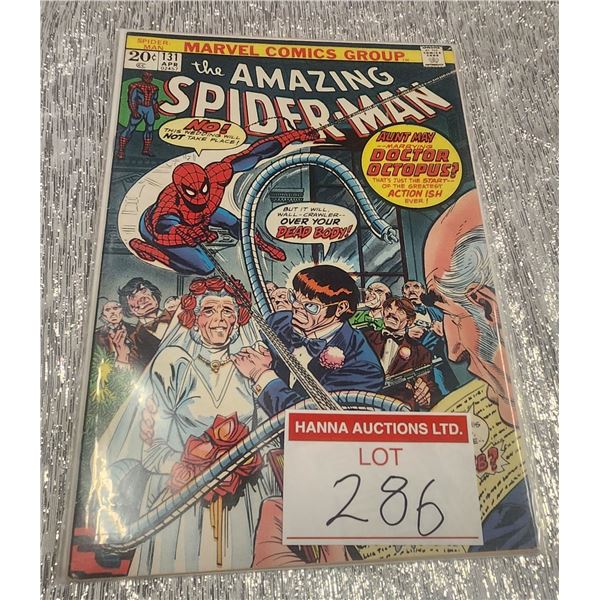 SPIDER-
MAN
MARVEL COMICS GROUP
20¢
131
APR
02457
the AMAZING
SPIDER-MAN
NO!
THIS WEDDING WILL
NOT TAKE PLACE!
AUNT MAY
--MARRYING
DOCTOR
OCTOPUS?
THAT'S JUST THE START--
OF THE GREATEST
ACTION ISH
EVER!
BUT IT WILL,
WALL-CRAWLER--
OVER YOUR
DEAD BODY!
HANNA AUCTIONS LTD.
LOT
286